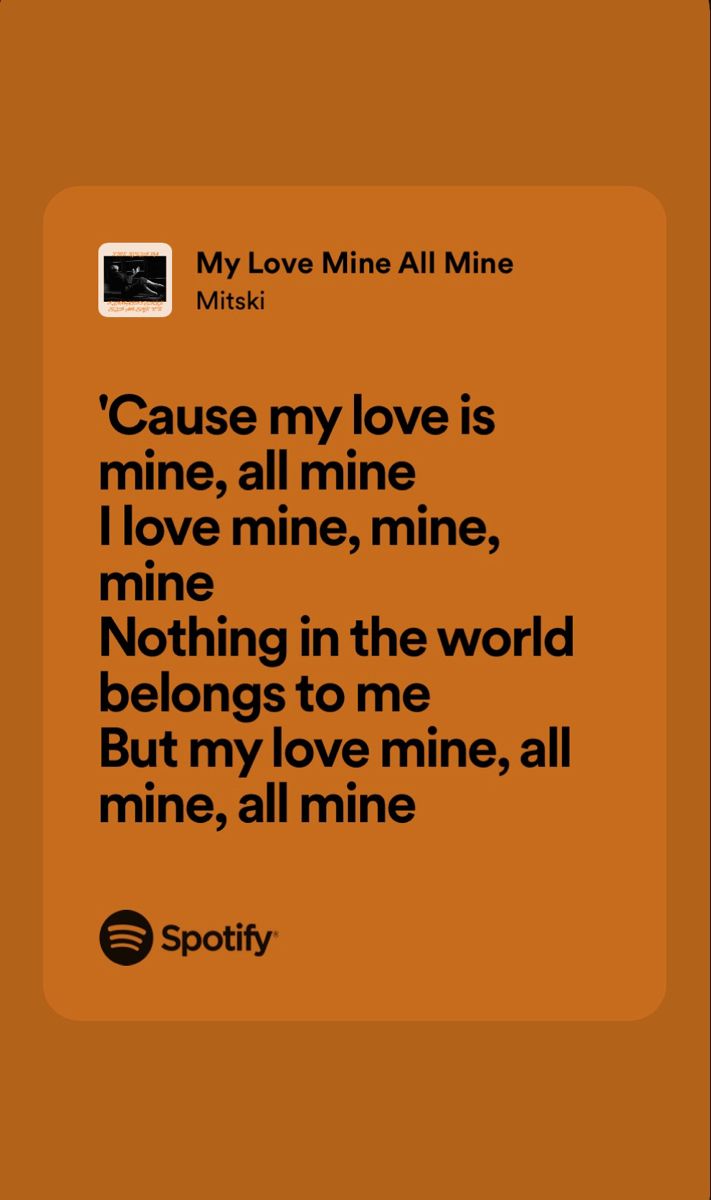 My Love Mine All Mine
Mitski
'Cause my love is
mine, all mine
I love mine, mine,
mine
Nothing in the world
belongs to me
But my love mine, all
mine, all mine
Spotify®